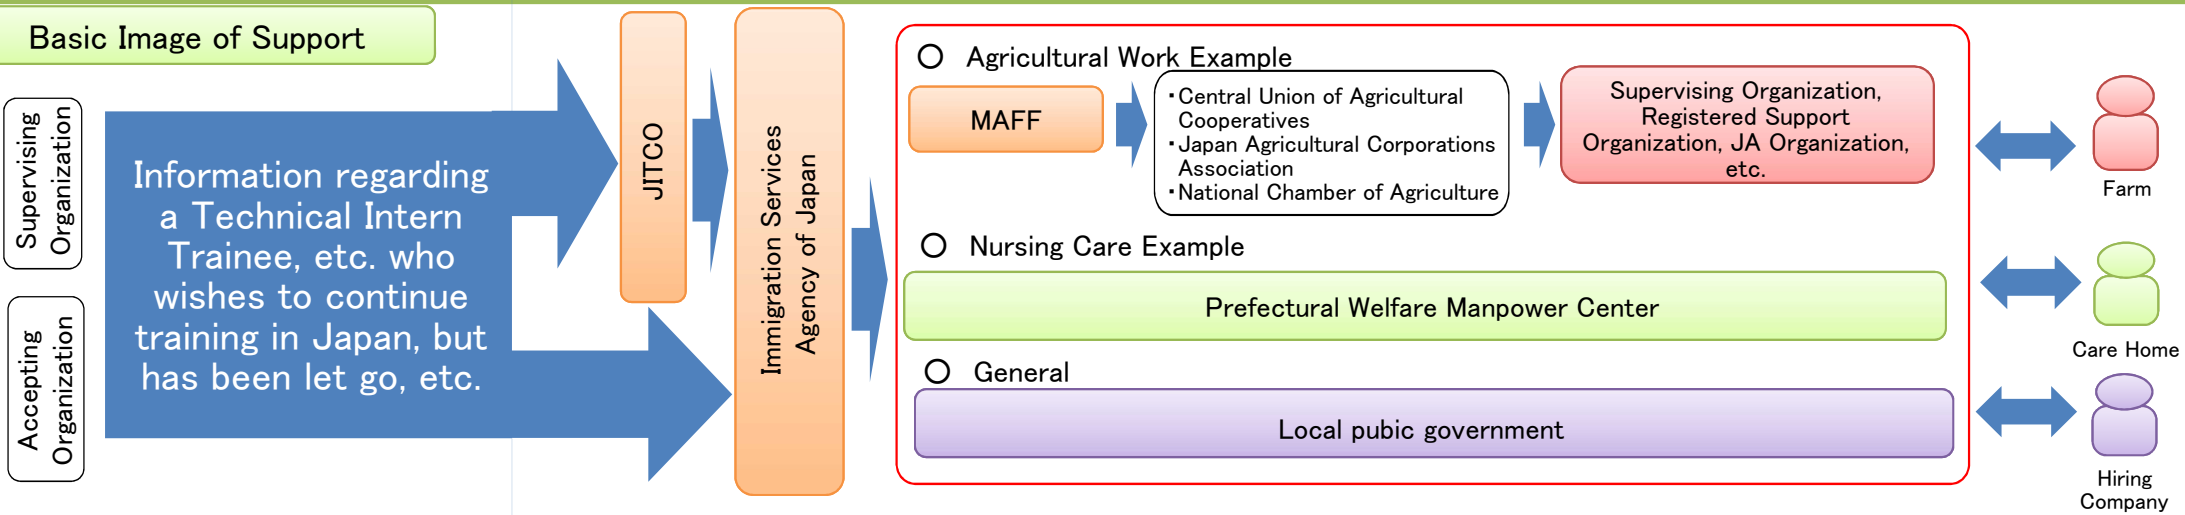 Basic Image of Support
Supervising
Organization
Accepting
Organization
Information regarding
a Technical Intern
Trainee, etc. who
wishes to continue
training in Japan, but
has been let go, etc.
JITCO
Immigration Services
Agency of Japan
○ Agricultural Work Example
MAFF
・Central Union of Agricultural
Cooperatives
・Japan Agricultural Corporations
Association
・National Chamber of Agriculture
Supervising Organization,
Registered Support
Organization, JA Organization,
etc.
Farm
○ Nursing Care Example
Prefectural Welfare Manpower Center
Care Home
○ General
Local pubic government
Hiring
Company